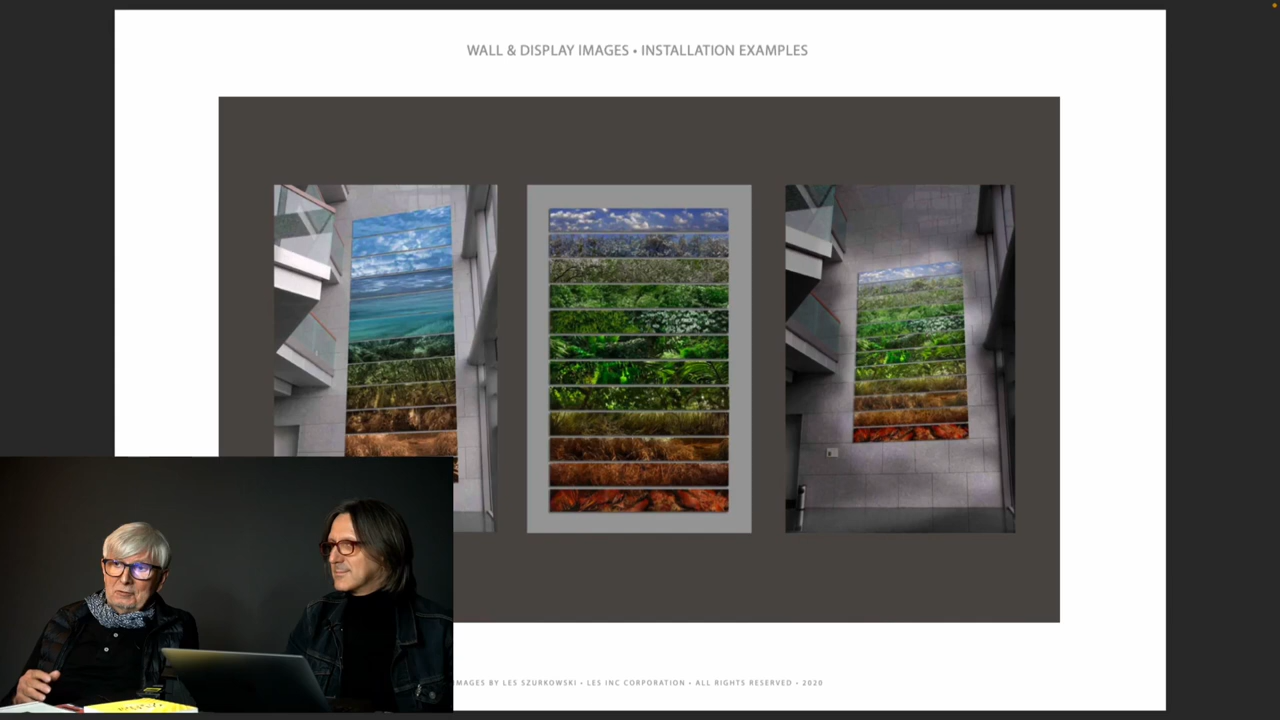 WALL & DISPLAY IMAGES • INSTALLATION EXAMPLES
IMAGES BY LES SZURKOWSKI • LES INC CORPORATION • ALL RIGHTS RESERVED • 2020